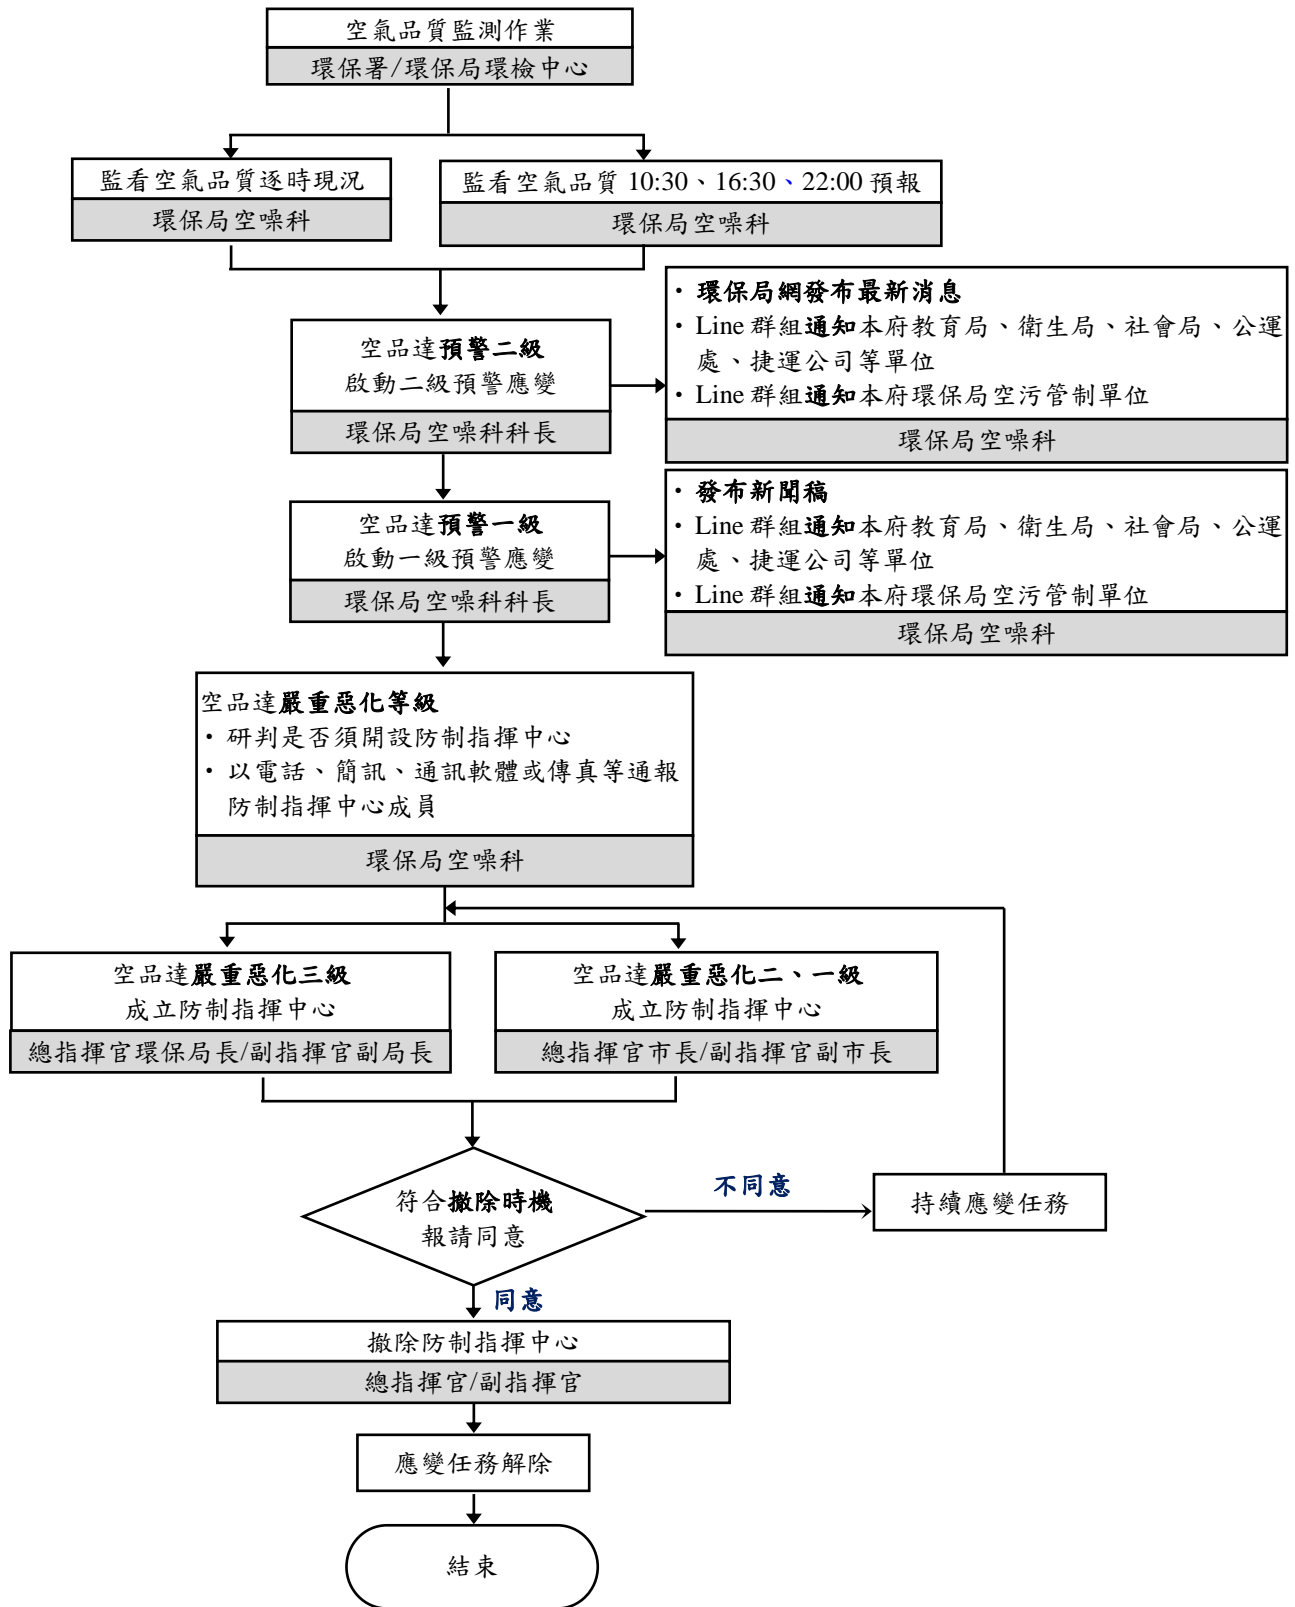 空氣品質監測作業
環保署/環保局環檢中心
監看空氣品質逐時現況
環保局空噪科
監看空氣品質 10:30、16:30、22:00 預報
環保局空噪科
空品達預警二級
啟動二級預警應變
環保局空噪科科長
・環保局網發布最新消息
・Line 群組通知本府教育局、衛生局、社會局、公運
處、捷運公司等單位
・Line 群組通知本府環保局空污管制單位
環保局空噪科
空品達預警一級
啟動一級預警應變
環保局空噪科科長
・發布新聞稿
・Line 群組通知本府教育局、衛生局、社會局、公運
處、捷運公司等單位
・Line 群組通知本府環保局空污管制單位
環保局空噪科
空品達嚴重惡化等級
・研判是否須開設防制指揮中心
・以電話、簡訊、通訊軟體或傳真等通報
防制指揮中心成員
環保局空噪科
空品達嚴重惡化三級
成立防制指揮中心
總指揮官環保局長/副指揮官副局長
空品達嚴重惡化二、一級
成立防制指揮中心
總指揮官市長/副指揮官副市長
符合撤除時機
報請同意
不同意
持續應變任務
同意
撤除防制指揮中心
總指揮官/副指揮官
應變任務解除
結束